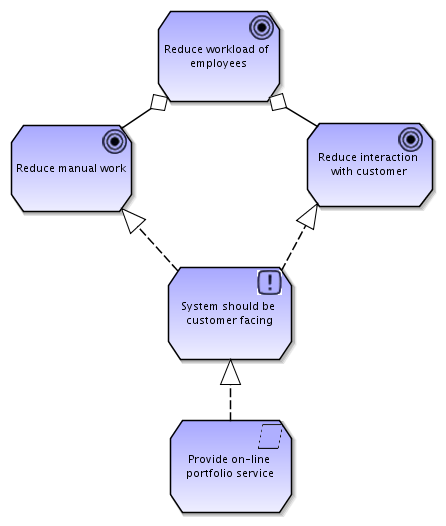 Reduce workload of
employees
Reduce manual work
Reduce interaction
with customer
System should be
customer facing
Provide on-line
portfolio service